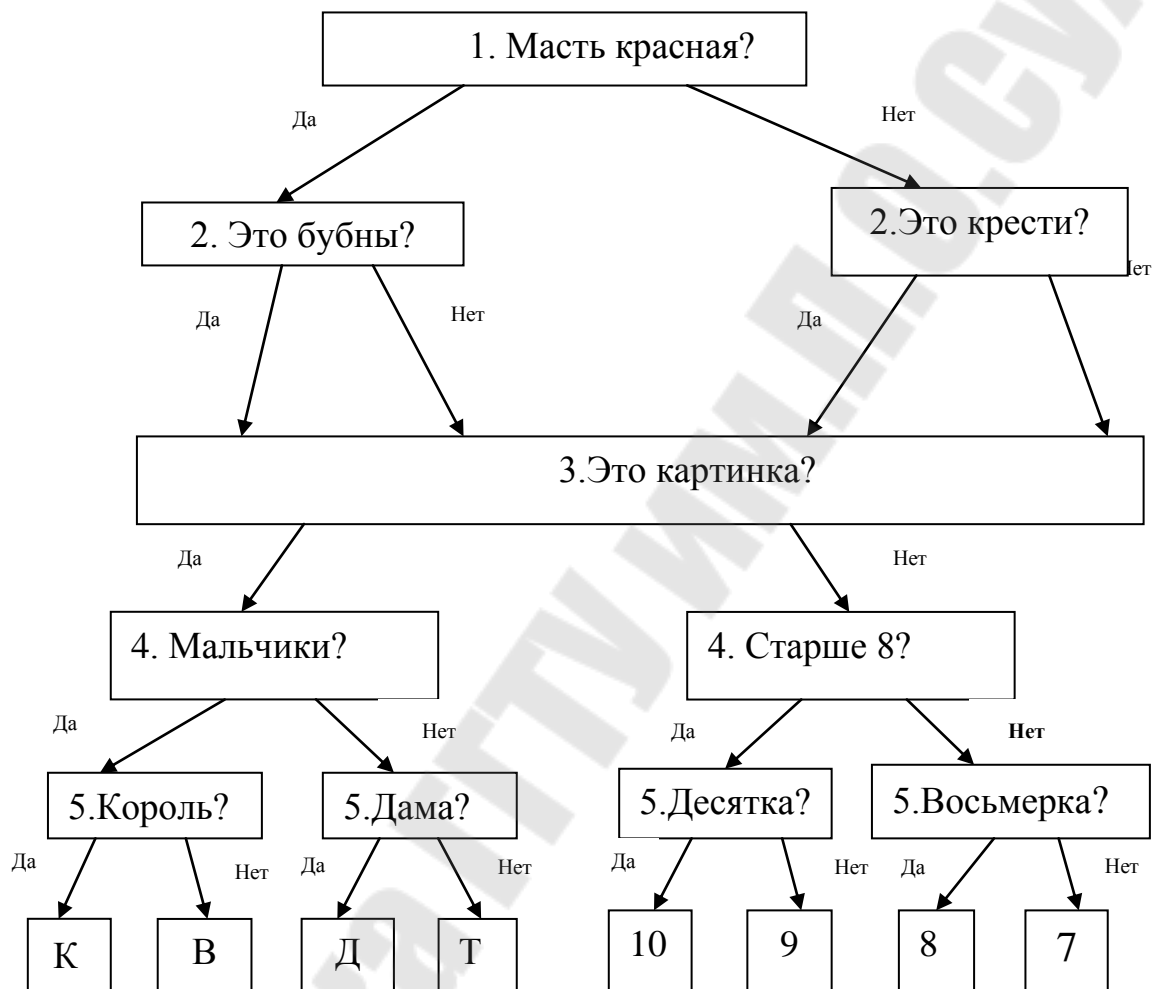 1. Масть красная?
Да
Нет
2. Это бубны?
2.Это крести?
Да
Нет
Да
3.Это картинка?
Да
Нет
4. Мальчики?
4. Старше 8?
Да
Нет
Да
Нет
5.Король?
5.Дама?
5.Десятка?
5.Восьмерка?
Да
Нет
Да
Нет
Да
Нет
Да
Нет
К
В
Д
Т
10
9
8
7